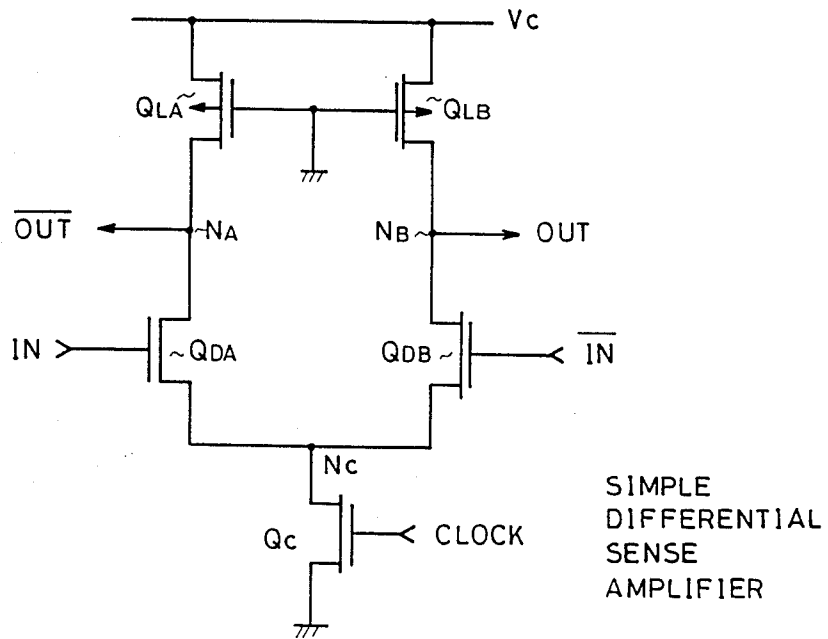 Vc
QLA
QLB
OUT
NA
NB
OUT
IN
QDA
QDB
IN
Nc
Qc
CLOCK
SIMPLE
DIFFERENTIAL
SENSE
AMPLIFIER